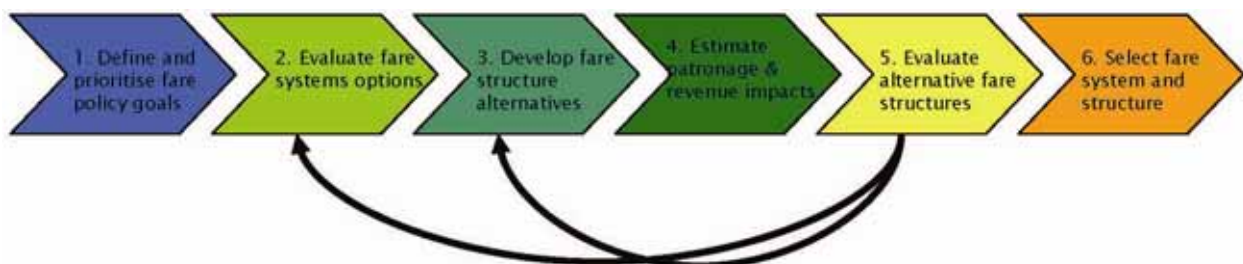 1. Define and
prioritise fare
policy goals
2. Evaluate fare
systems options
3. Develop fare
structure
alternatives
4. Estimate
patronage &
revenue impacts
5. Evaluate
alternative fare
structures
6. Select fare
system and
structure